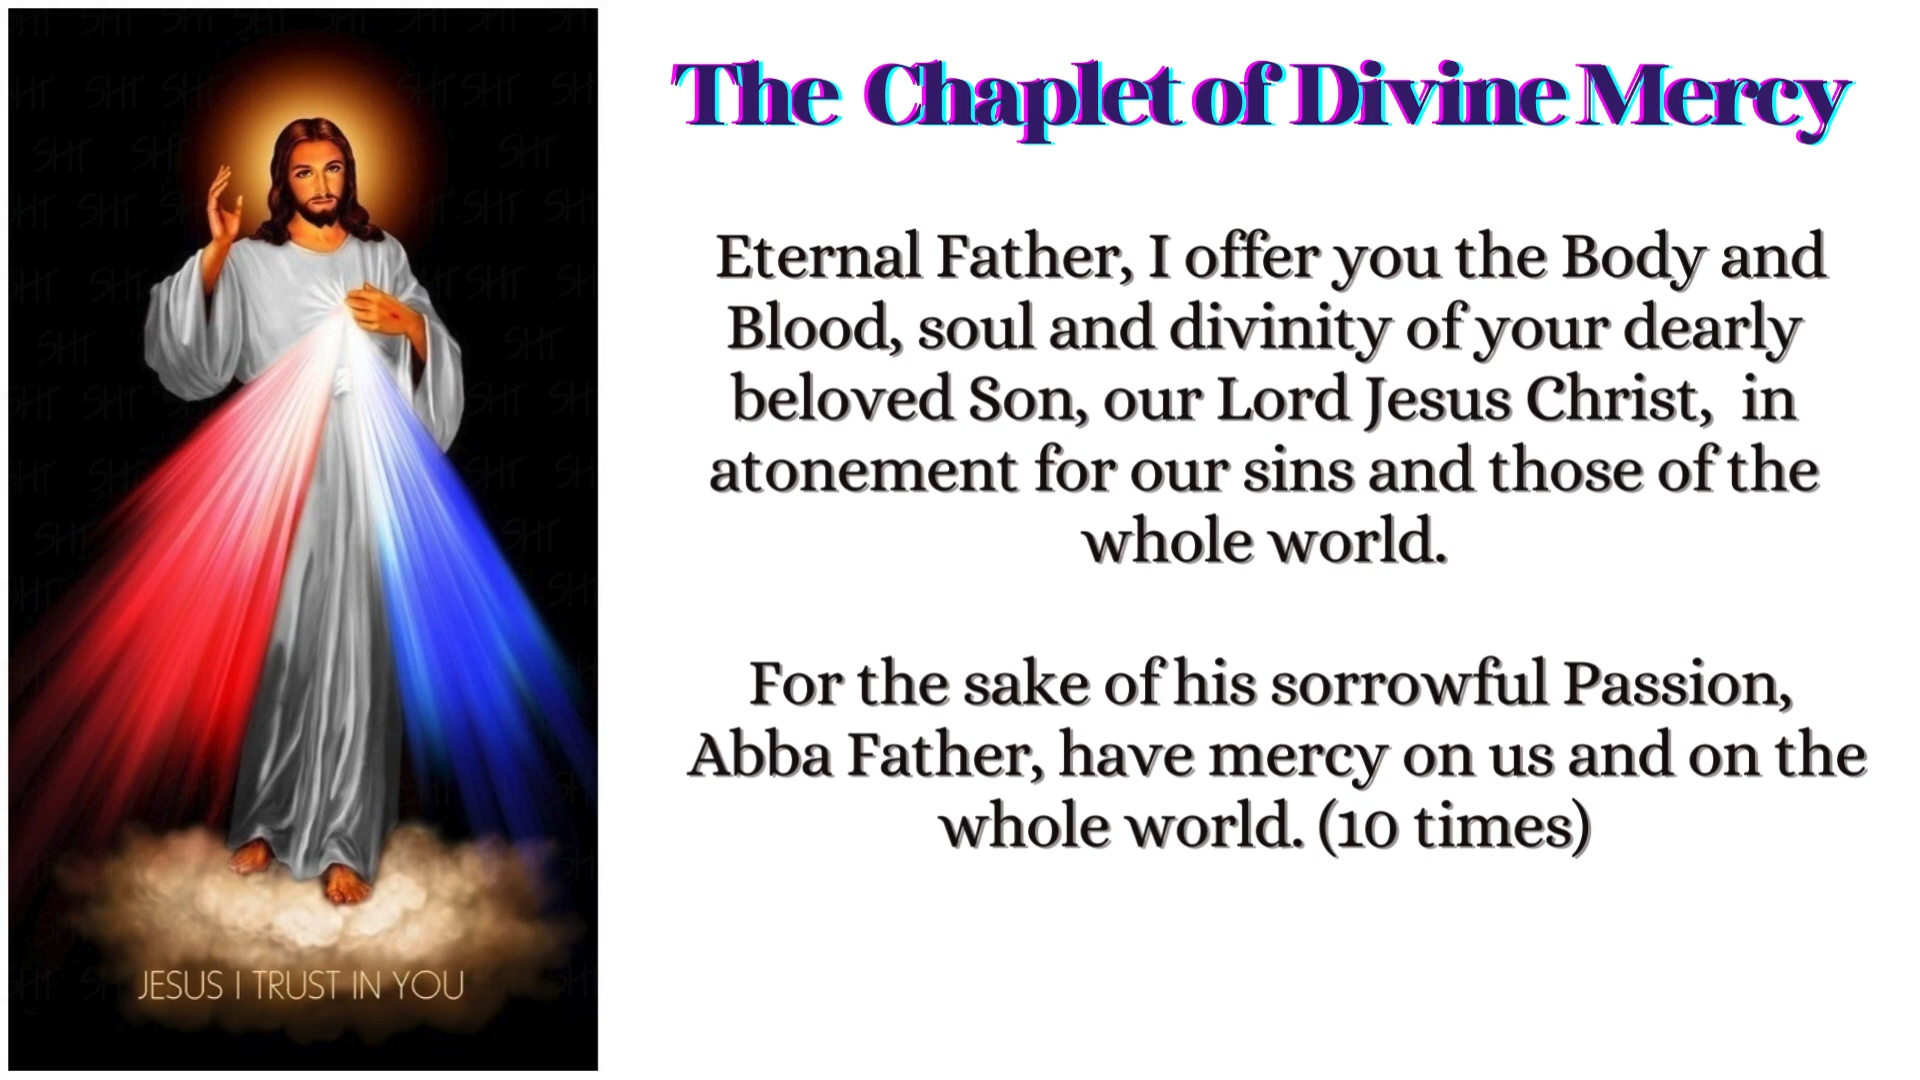 The Chaplet of Divine Mercy
Eternal Father, I offer you the Body and
Blood, soul and divinity of your dearly
beloved Son, our Lord Jesus Christ,  in
atonement for our sins and those of the
whole world.
For the sake of his sorrowful Passion,
Abba Father, have mercy on us and on the
whole world. (10 times)
JESUS I TRUST IN YOU